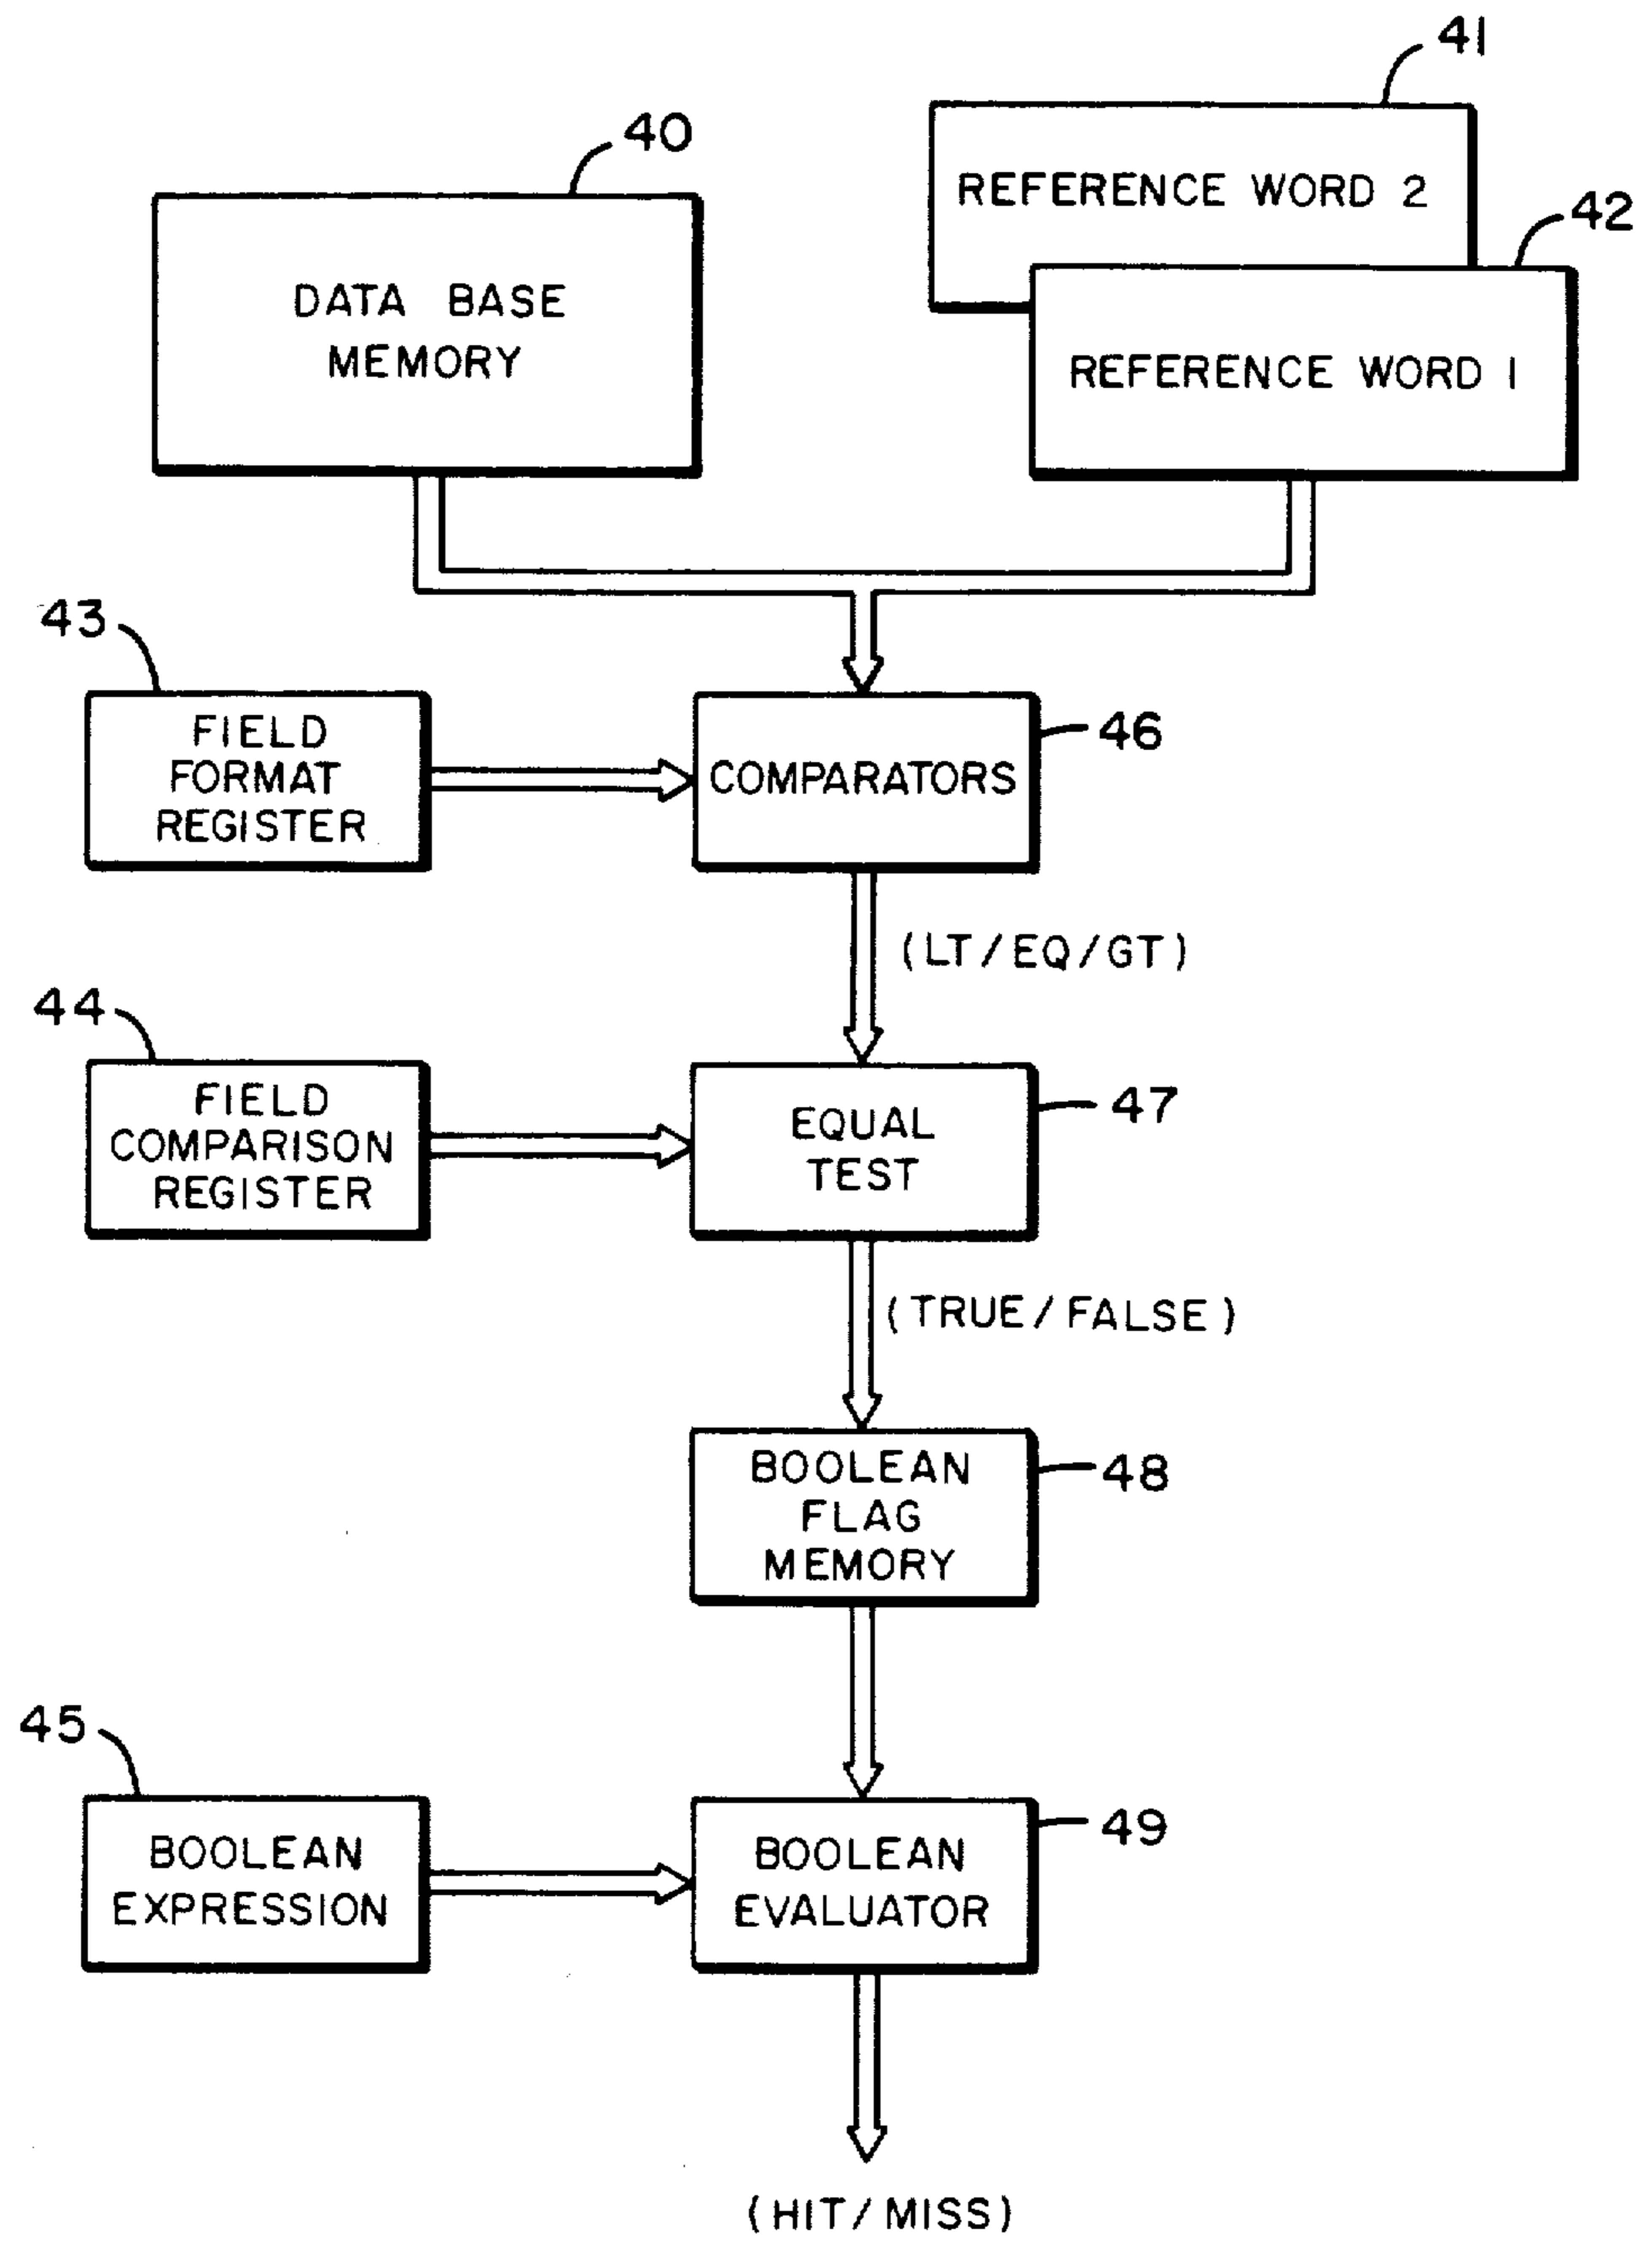 41
40
REFERENCE WORD 2
42
DATA BASE
MEMORY
REFERENCE WORD 1
43
FIELD
FORMAT
REGISTER
46
COMPARATORS
(LT/EQ/GT)
44
FIELD
COMPARISON
REGISTER
47
EQUAL
TEST
(TRUE/FALSE)
BOOLEAN
FLAG
MEMORY
48
45
BOOLEAN
EXPRESSION
49
BOOLEAN
EVALUATOR
(HIT/MISS)